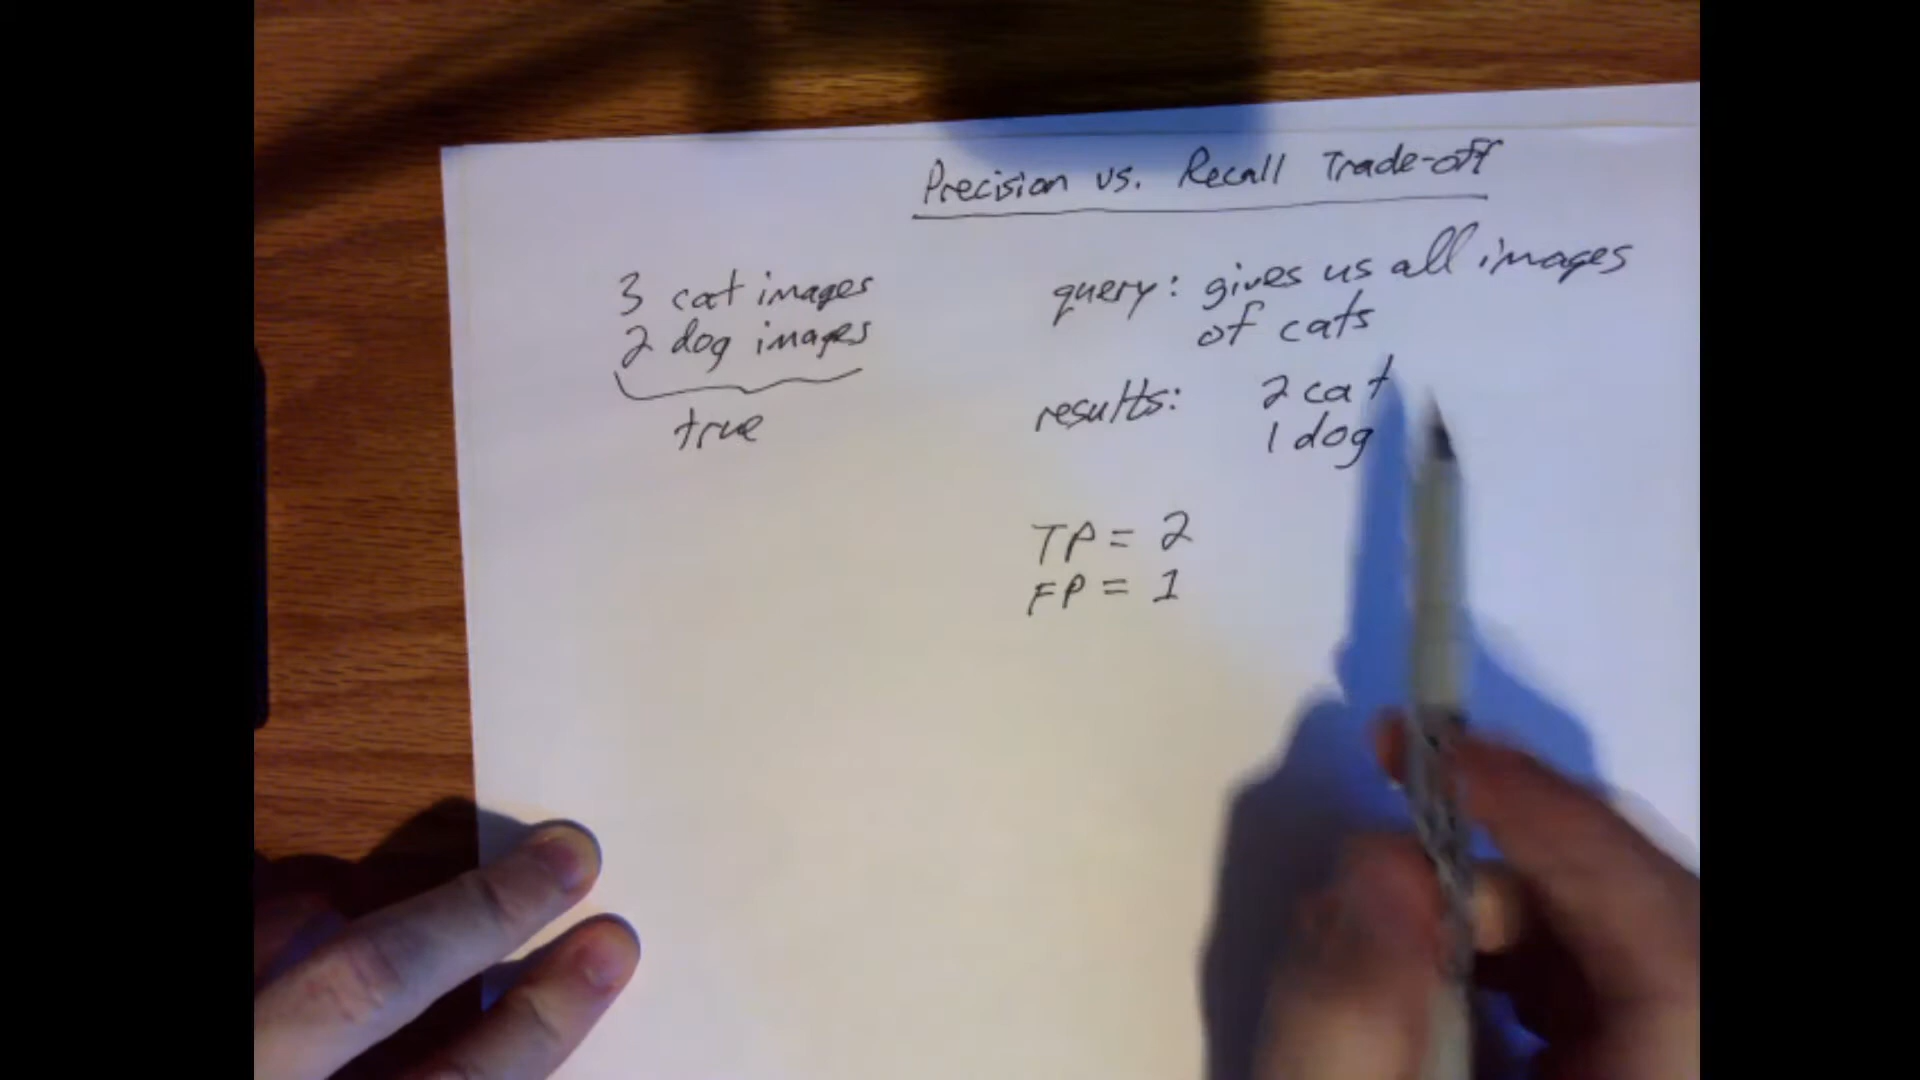 Precision vs. Recall Trade-off
3 cat images
2 dog images
true
query: gives us all images
of cats
results: 2 cat
1 dog
TP = 2
FP = 1